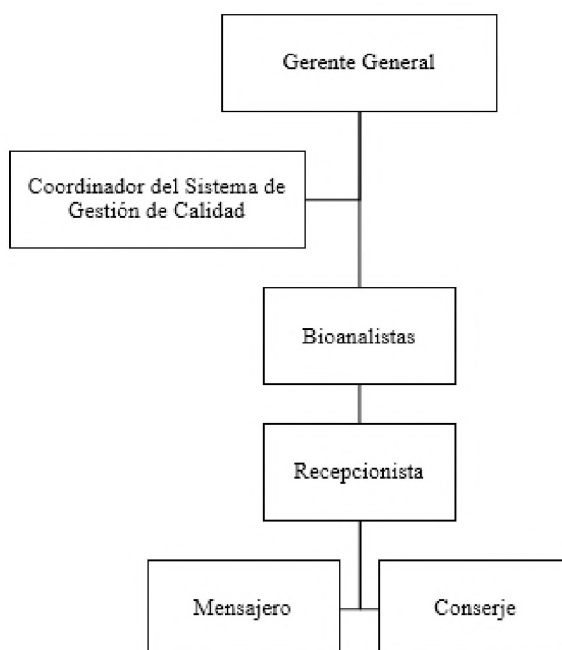 Gerente General
Coordinador del Sistema de
Gestión de Calidad
Bioanalistas
Recepcionista
Mensajero
Conserje